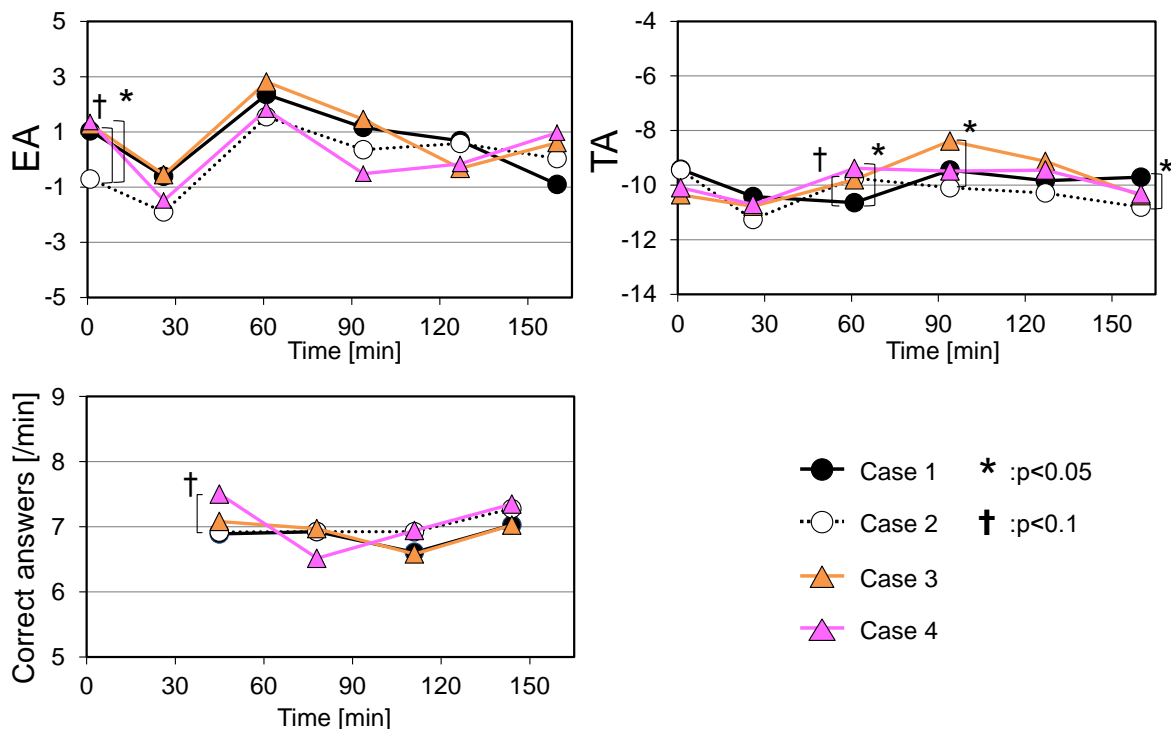 EA
5
3
1
-1
-3
-5
† *
0 30 60 90 120 150
Time [min]
TA
-4
-6
-8
-10
-12
-14
† * * *
0 30 60 90 120 150
Time [min]
Correct answers [/min]
9
8
7
6
5
†
0 30 60 90 120 150
Time [min]
Case 1 * :p<0.05
Case 2 † :p<0.1
Case 3
Case 4